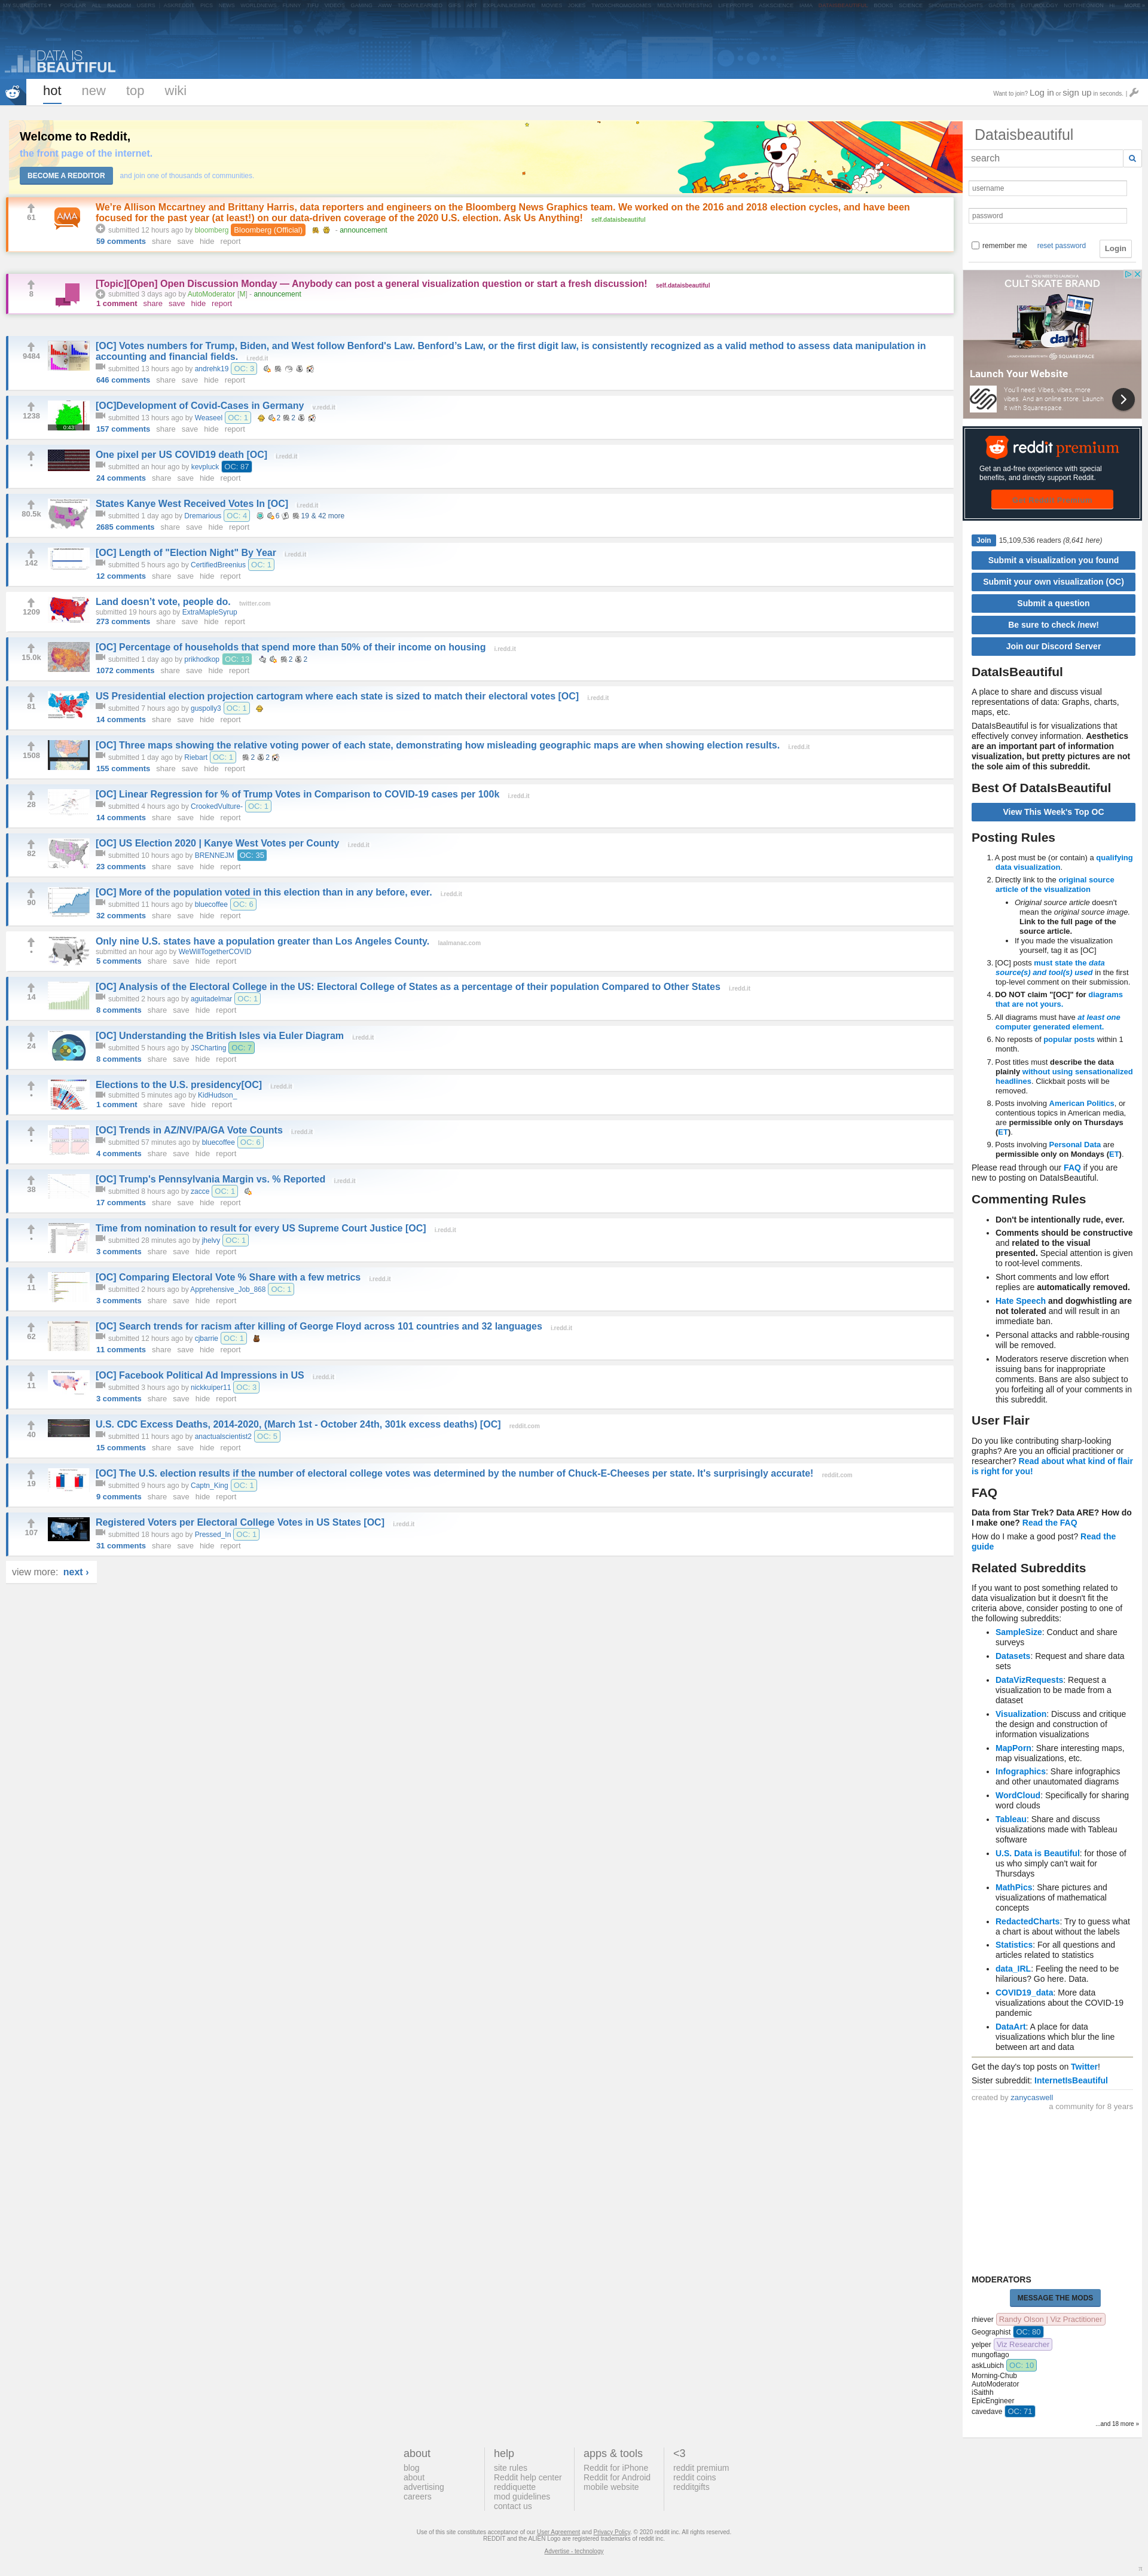 DATA IS
BEAUTIFUL
hot new top wiki
Want to join? Log in or sign up in seconds. |
Welcome to Reddit,
the front page of the internet.
BECOME A REDDITOR and join one of thousands of communities.
61
AMA
We're Allison Mccartney and Brittany Harris, data reporters and engineers on the Bloomberg News Graphics team. We worked on the 2016 and 2018 election cycles, and have been
focused for the past year (at least!) on our data-driven coverage of the 2020 U.S. election. Ask Us Anything! self.dataisbeautiful
submitted 12 hours ago by bloomberg Bloomberg (Official) - announcement
59 comments share save hide report
8
[Topic][Open] Open Discussion Monday — Anybody can post a general visualization question or start a fresh discussion! self.dataisbeautiful
submitted 3 days ago by AutoModerator [M] - announcement
1 comment share save hide report
9484
[OC] Votes numbers for Trump, Biden, and West follow Benford's Law. Benford's Law, or the first digit law, is consistently recognized as a valid method to assess data manipulation in
accounting and financial fields. i.redd.it
submitted 13 hours ago by andrehk19 OC: 3
646 comments share save hide report
1238
0:43
[OC]Development of Covid-Cases in Germany v.redd.it
submitted 13 hours ago by Weaseel OC: 1 2 2
157 comments share save hide report
•
One pixel per US COVID19 death [OC] i.redd.it
submitted an hour ago by kevpluck OC: 87
24 comments share save hide report
80.5k
States Kanye West Received Votes In [OC] i.redd.it
submitted 1 day ago by Dremarious OC: 4 6 19 & 42 more
2685 comments share save hide report
142
[OC] Length of "Election Night" By Year i.redd.it
submitted 5 hours ago by CertifiedBreenius OC: 1
12 comments share save hide report
1209
Land doesn't vote, people do. twitter.com
submitted 19 hours ago by ExtraMapleSyrup
273 comments share save hide report
15.0k
[OC] Percentage of households that spend more than 50% of their income on housing i.redd.it
submitted 1 day ago by prikhodkop OC: 13 2 2
1072 comments share save hide report
81
US Presidential election projection cartogram where each state is sized to match their electoral votes [OC] i.redd.it
submitted 7 hours ago by guspolly3 OC: 1
14 comments share save hide report
1508
[OC] Three maps showing the relative voting power of each state, demonstrating how misleading geographic maps are when showing election results. i.redd.it
submitted 1 day ago by Riebart OC: 1 2 2
155 comments share save hide report
28
[OC] Linear Regression for % of Trump Votes in Comparison to COVID-19 cases per 100k i.redd.it
submitted 4 hours ago by CrookedVulture- OC: 1
14 comments share save hide report
82
[OC] US Election 2020 | Kanye West Votes per County i.redd.it
submitted 10 hours ago by BRENNEJM OC: 35
23 comments share save hide report
90
[OC] More of the population voted in this election than in any before, ever. i.redd.it
submitted 11 hours ago by bluecoffee OC: 6
32 comments share save hide report
•
Only nine U.S. states have a population greater than Los Angeles County. laalmanac.com
submitted an hour ago by WeWillTogetherCOVID
5 comments share save hide report
14
[OC] Analysis of the Electoral College in the US: Electoral College of States as a percentage of their population Compared to Other States i.redd.it
submitted 2 hours ago by aguitadelmar OC: 1
8 comments share save hide report
24
[OC] Understanding the British Isles via Euler Diagram i.redd.it
submitted 5 hours ago by JSCharting OC: 7
8 comments share save hide report
•
Elections to the U.S. presidency[OC] i.redd.it
submitted 5 minutes ago by KidHudson_
1 comment share save hide report
•
[OC] Trends in AZ/NV/PA/GA Vote Counts i.redd.it
submitted 57 minutes ago by bluecoffee OC: 6
4 comments share save hide report
38
[OC] Trump's Pennsylvania Margin vs. % Reported i.redd.it
submitted 8 hours ago by zacce OC: 1
17 comments share save hide report
•
Time from nomination to result for every US Supreme Court Justice [OC] i.redd.it
submitted 28 minutes ago by jhelvy OC: 1
3 comments share save hide report
11
[OC] Comparing Electoral Vote % Share with a few metrics i.redd.it
submitted 2 hours ago by Apprehensive_Job_868 OC: 1
3 comments share save hide report
62
[OC] Search trends for racism after killing of George Floyd across 101 countries and 32 languages i.redd.it
submitted 12 hours ago by cjbarrie OC: 1
11 comments share save hide report
11
[OC] Facebook Political Ad Impressions in US i.redd.it
submitted 3 hours ago by nickkuiper11 OC: 3
3 comments share save hide report
40
U.S. CDC Excess Deaths, 2014-2020, (March 1st - October 24th, 301k excess deaths) [OC] reddit.com
submitted 11 hours ago by anactualscientist2 OC: 5
15 comments share save hide report
19
[OC] The U.S. election results if the number of electoral college votes was determined by the number of Chuck-E-Cheeses per state. It's surprisingly accurate! reddit.com
submitted 9 hours ago by Captn_King OC: 1
9 comments share save hide report
107
Registered Voters per Electoral College Votes in US States [OC] i.redd.it
submitted 18 hours ago by Pressed_In OC: 1
31 comments share save hide report
view more: next ›
Dataisbeautiful
search
username
password
remember me reset password Login
ALL YOU NEED TO LAUNCH A
CULT SKATE BRAND
dan
LAUNCH YOUR WEBSITE WITH SQUARESPACE
Launch Your Website
You'll need: Vibes, vibes, more
vibes. And an online store. Launch
it with Squarespace.
reddit premium
Get an ad-free experience with special
benefits, and directly support Reddit.
Join 15,109,536 readers (8,641 here)
Submit a visualization you found
Submit your own visualization (OC)
Submit a question
Be sure to check /new!
Join our Discord Server
DataIsBeautiful
A place to share and discuss visual
representations of data: Graphs, charts,
maps, etc.
DataIsBeautiful is for visualizations that
effectively convey information. Aesthetics
are an important part of information
visualization, but pretty pictures are not
the sole aim of this subreddit.
Best Of DataIsBeautiful
View This Week's Top OC
Posting Rules
1. A post must be (or contain) a qualifying
data visualization.
2. Directly link to the original source
article of the visualization
• Original source article doesn't
mean the original source image.
Link to the full page of the
source article.
• If you made the visualization
yourself, tag it as [OC]
3. [OC] posts must state the data
source(s) and tool(s) used in the first
top-level comment on their submission.
4. DO NOT claim "[OC]" for diagrams
that are not yours.
5. All diagrams must have at least one
computer generated element.
6. No reposts of popular posts within 1
month.
7. Post titles must describe the data
plainly without using sensationalized
headlines. Clickbait posts will be
removed.
8. Posts involving American Politics, or
contentious topics in American media,
are permissible only on Thursdays
(ET).
9. Posts involving Personal Data are
permissible only on Mondays (ET).
Please read through our FAQ if you are
new to posting on DataIsBeautiful.
Commenting Rules
• Don't be intentionally rude, ever.
• Comments should be constructive
and related to the visual
presented. Special attention is given
to root-level comments.
• Short comments and low effort
replies are automatically removed.
• Hate Speech and dogwhistling are
not tolerated and will result in an
immediate ban.
• Personal attacks and rabble-rousing
will be removed.
• Moderators reserve discretion when
issuing bans for inappropriate
comments. Bans are also subject to
you forfeiting all of your comments in
this subreddit.
User Flair
Do you like contributing sharp-looking
graphs? Are you an official practitioner or
researcher? Read about what kind of flair
is right for you!
FAQ
Data from Star Trek? Data ARE? How do
I make one? Read the FAQ
How do I make a good post? Read the
guide
Related Subreddits
If you want to post something related to
data visualization but it doesn't fit the
criteria above, consider posting to one of
the following subreddits:
• SampleSize: Conduct and share
surveys
• Datasets: Request and share data
sets
• DataVizRequests: Request a
visualization to be made from a
dataset
• Visualization: Discuss and critique
the design and construction of
information visualizations
• MapPorn: Share interesting maps,
map visualizations, etc.
• Infographics: Share infographics
and other unautomated diagrams
• WordCloud: Specifically for sharing
word clouds
• Tableau: Share and discuss
visualizations made with Tableau
software
• U.S. Data is Beautiful: for those of
us who simply can't wait for
Thursdays
• MathPics: Share pictures and
visualizations of mathematical
concepts
• RedactedCharts: Try to guess what
a chart is about without the labels
• Statistics: For all questions and
articles related to statistics
• data_IRL: Feeling the need to be
hilarious? Go here. Data.
• COVID19_data: More data
visualizations about the COVID-19
pandemic
• DataArt: A place for data
visualizations which blur the line
between art and data
Get the day's top posts on Twitter!
Sister subreddit: InternetIsBeautiful
created by zanycaswell
a community for 8 years
MODERATORS
MESSAGE THE MODS
rhiever Randy Olson | Viz Practitioner
Geographist OC: 80
yelper Viz Researcher
mungoflago
askLubich OC: 10
Morning-Chub
AutoModerator
iSaithh
EpicEngineer
cavedave OC: 71
...and 18 more »
about
blog
about
advertising
careers
help
site rules
Reddit help center
reddiquette
mod guidelines
contact us
apps & tools
Reddit for iPhone
Reddit for Android
mobile website
<3
reddit premium
reddit coins
redditgifts
Use of this site constitutes acceptance of our User Agreement and Privacy Policy. © 2020 reddit inc. All rights reserved.
REDDIT and the ALIEN Logo are registered trademarks of reddit inc.
Advertise - technology
π